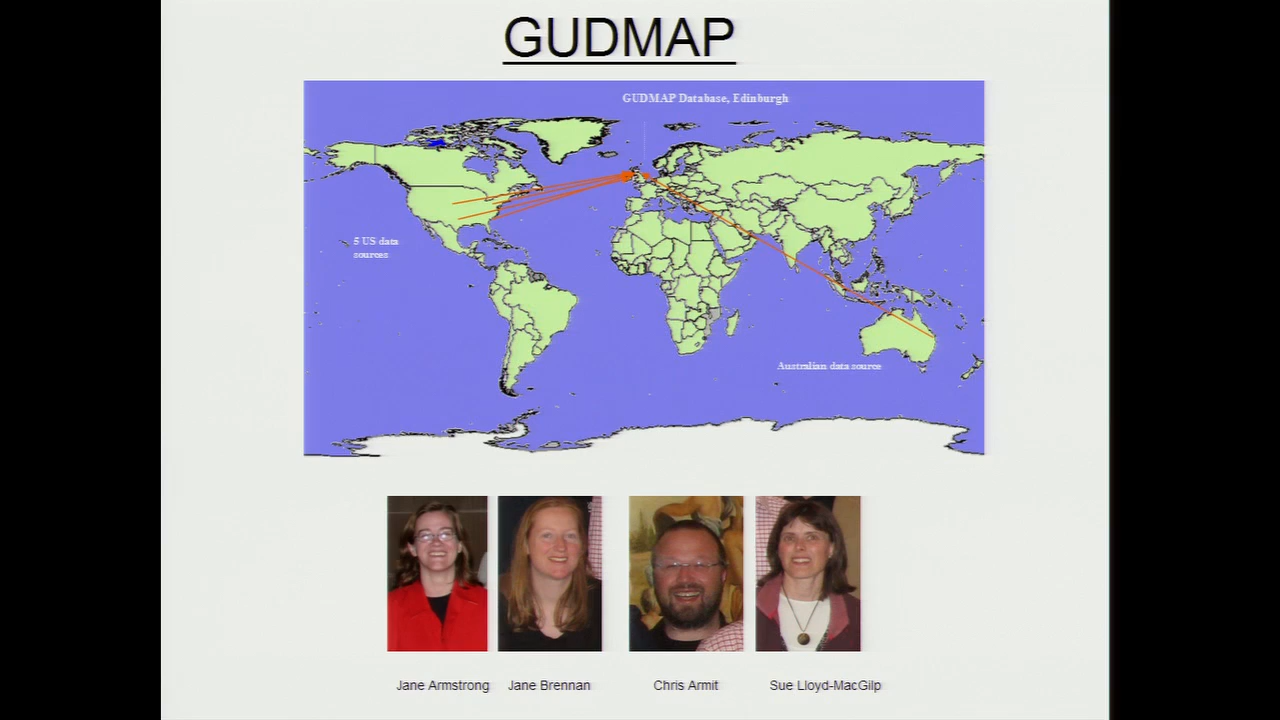 GUDMAP
GUDMAP Database, Edinburgh
5 US data
sources
Australian data source
Jane Armstrong
Jane Brennan
Chris Armit
Sue Lloyd-MacGilp